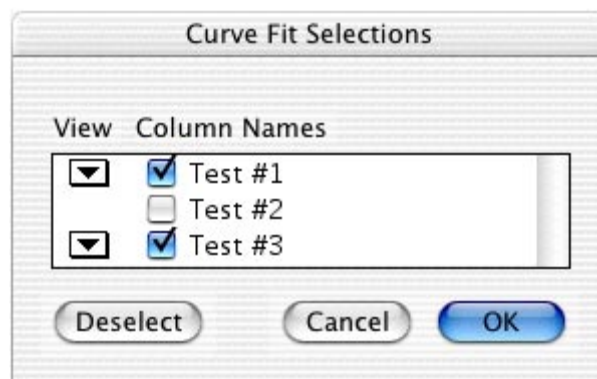 Curve Fit Selections
View Column Names
Test #1
Test #2
Test #3
Deselect Cancel OK